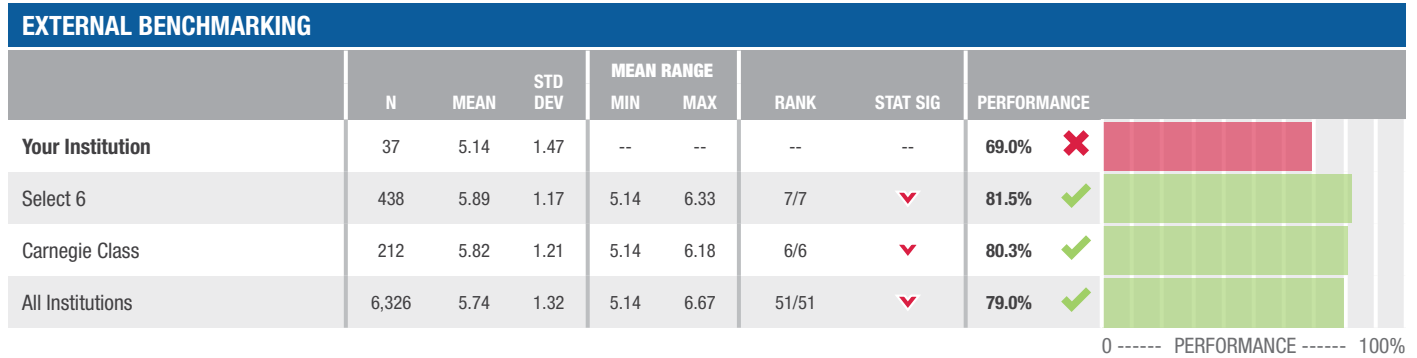 EXTERNAL BENCHMARKING
N MEAN STD DEV MEAN RANGE MIN MAX RANK STAT SIG PERFORMANCE
Your Institution 37 5.14 1.47 -- -- -- -- 69.0%
Select 6 438 5.89 1.17 5.14 6.33 7/7 81.5%
Carnegie Class 212 5.82 1.21 5.14 6.18 6/6 80.3%
All Institutions 6,326 5.74 1.32 5.14 6.67 51/51 79.0%
0 ------ PERFORMANCE ------ 100%